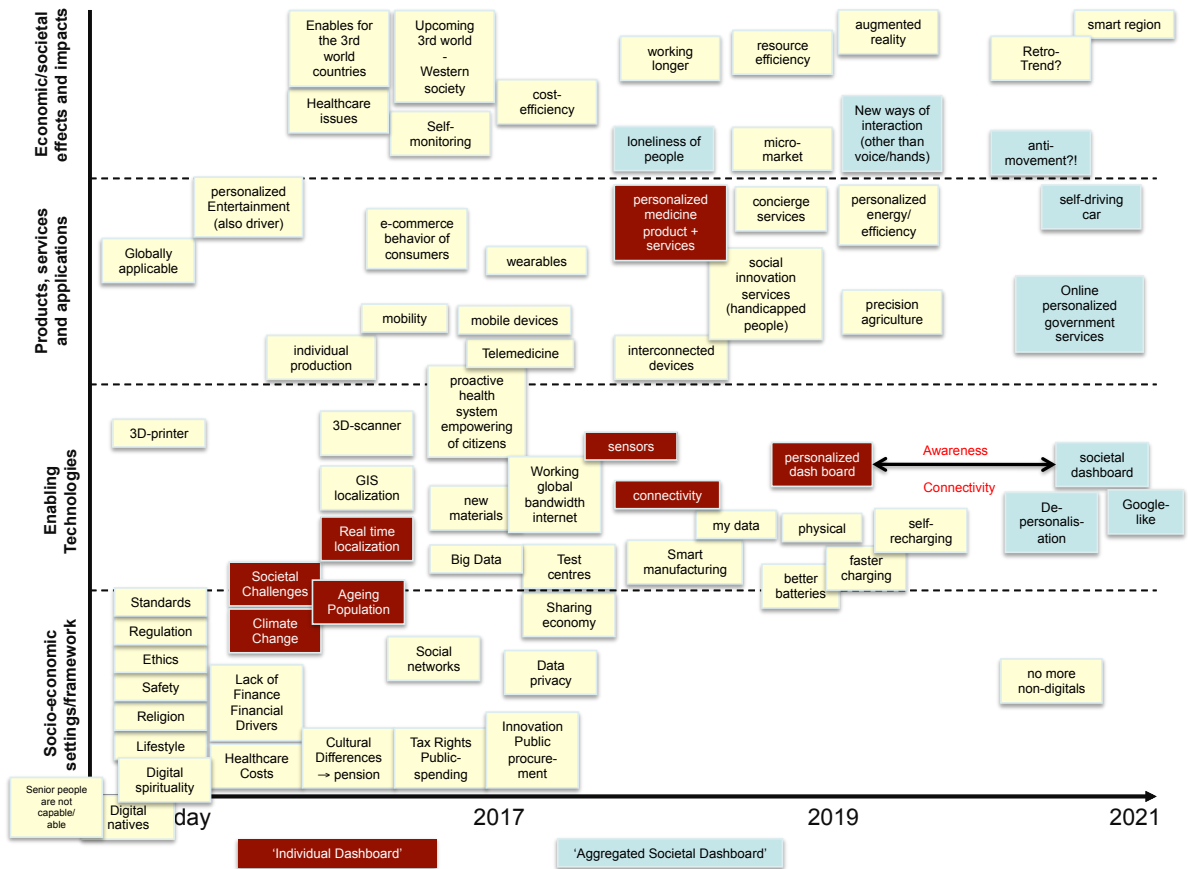 Economic/societal
effects and impacts
Enables for
the 3rd
world
countries
Upcoming
3rd world
-
Western
society
Healthcare
issues
Self-
monitoring
cost-
efficiency
working
longer
resource
efficiency
augmented
reality
smart region
Retro-
Trend?
loneliness of
people
micro-
market
New ways of
interaction
(other than
voice/hands)
anti-
movement?!
Products, services
and applications
personalized
Entertainment
(also driver)
Globally
applicable
e-commerce
behavior of
consumers
wearables
personalized
medicine
product +
services
concierge
services
personalized
energy/
efficiency
self-driving
car
social
innovation
services
(handicapped
people)
precision
agriculture
Online
personalized
government
services
mobility
mobile devices
individual
production
Telemedicine
interconnected
devices
Enabling
Technologies
proactive
health
system
empowering
of citizens
3D-printer
3D-scanner
sensors
personalized
dash board
Awareness
Connectivity
societal
dashboard
GIS
localization
new
materials
Working
global
bandwidth
internet
connectivity
De-
personalis-
ation
Google-
like
Real time
localization
my data
physical
self-
recharging
Big Data
Test
centres
Smart
manufacturing
better
batteries
faster
charging
Societal
Challenges
Ageing
Population
Climate
Change
Socio-economic
settings/framework
Standards
Regulation
Ethics
Safety
Religion
Lifestyle
Digital
spirituality
Sharing
economy
Social
networks
Data
privacy
no more
non-digitals
Lack of
Finance
Financial
Drivers
Healthcare
Costs
Cultural
Differences
→ pension
Tax Rights
Public-
spending
Innovation
Public
procure-
ment
Senior people
are not
capable/
able
Digital
natives
day
2017
2019
2021
‘Individual Dashboard’
‘Aggregated Societal Dashboard’